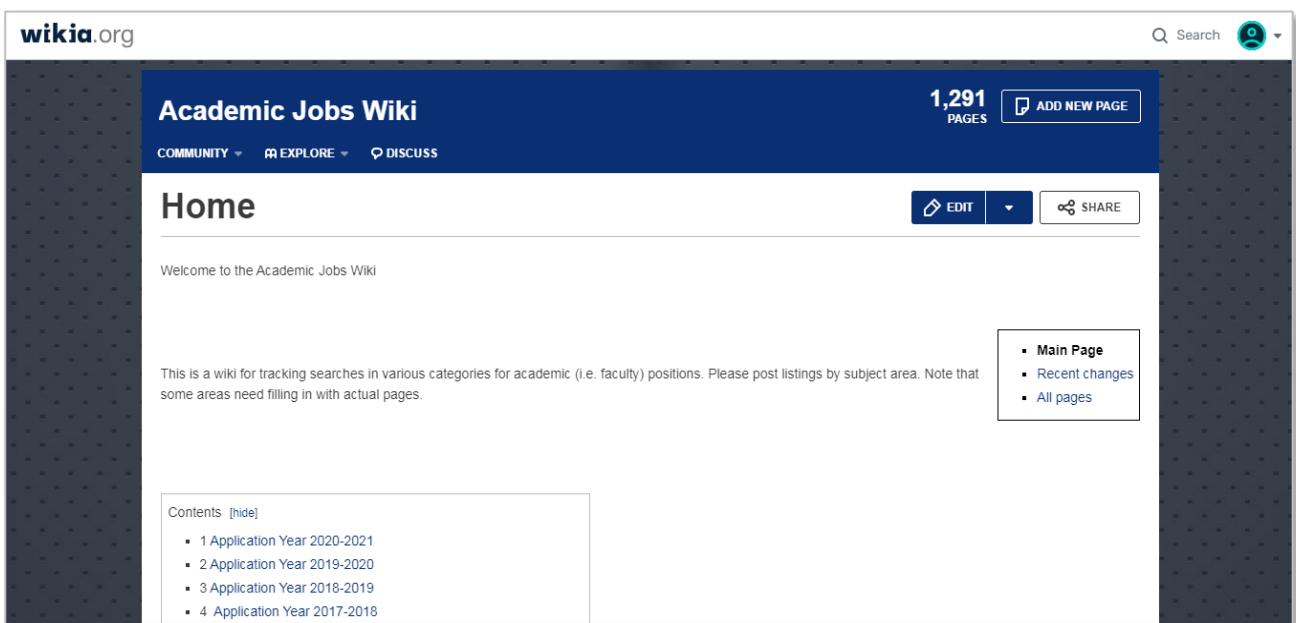 wikia.org
Search
Academic Jobs Wiki
1,291
PAGES
ADD NEW PAGE
COMMUNITY
EXPLORE
DISCUSS
Home
EDIT
SHARE
Welcome to the Academic Jobs Wiki
This is a wiki for tracking searches in various categories for academic (i.e. faculty) positions. Please post listings by subject area. Note that
some areas need filling in with actual pages.
Main Page
Recent changes
All pages
Contents [hide]
1 Application Year 2020-2021
2 Application Year 2019-2020
3 Application Year 2018-2019
4 Application Year 2017-2018